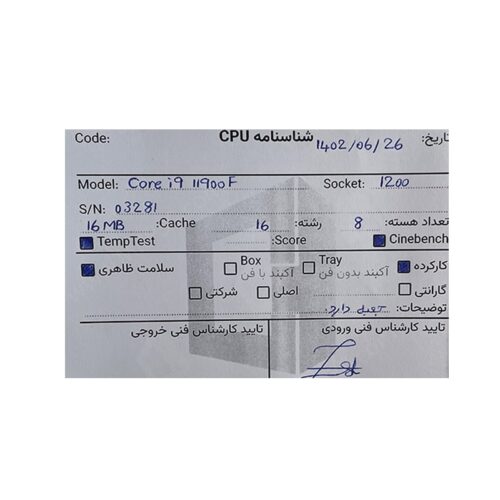 Code: شناسنامه CPU تاریخ: 1402/06/26
Model: Core i9 11900F Socket: 1200
S/N: 03281
تعداد هسته: 8 رشته: 16 Cache: 16 MB
Cinebench Score: TempTest
کارکرده Tray آکبند بدون فن Box آکبند با فن سلامت ظاهری
گارانتی اصلی شرکتی
توضیحات: جعبه دارد.
تایید کارشناس فنی ورودی تایید کارشناس فنی خروجی